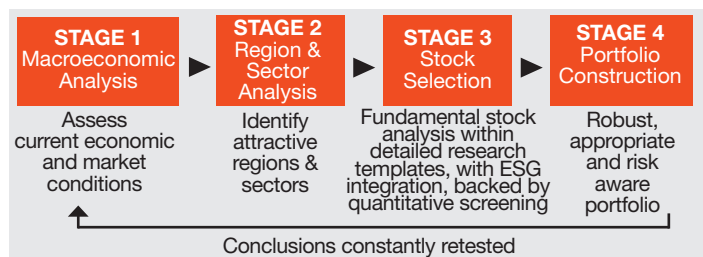 STAGE 1
Macroeconomic
Analysis
Assess
current economic
and market
conditions
STAGE 2
Region &
Sector
Analysis
Identify
attractive
regions &
sectors
STAGE 3
Stock
Selection
Fundamental stock
analysis within
detailed research
templates, with ESG
integration, backed by
quantitative screening
STAGE 4
Portfolio
Construction
Robust,
appropriate
and risk
aware
portfolio
Conclusions constantly retested